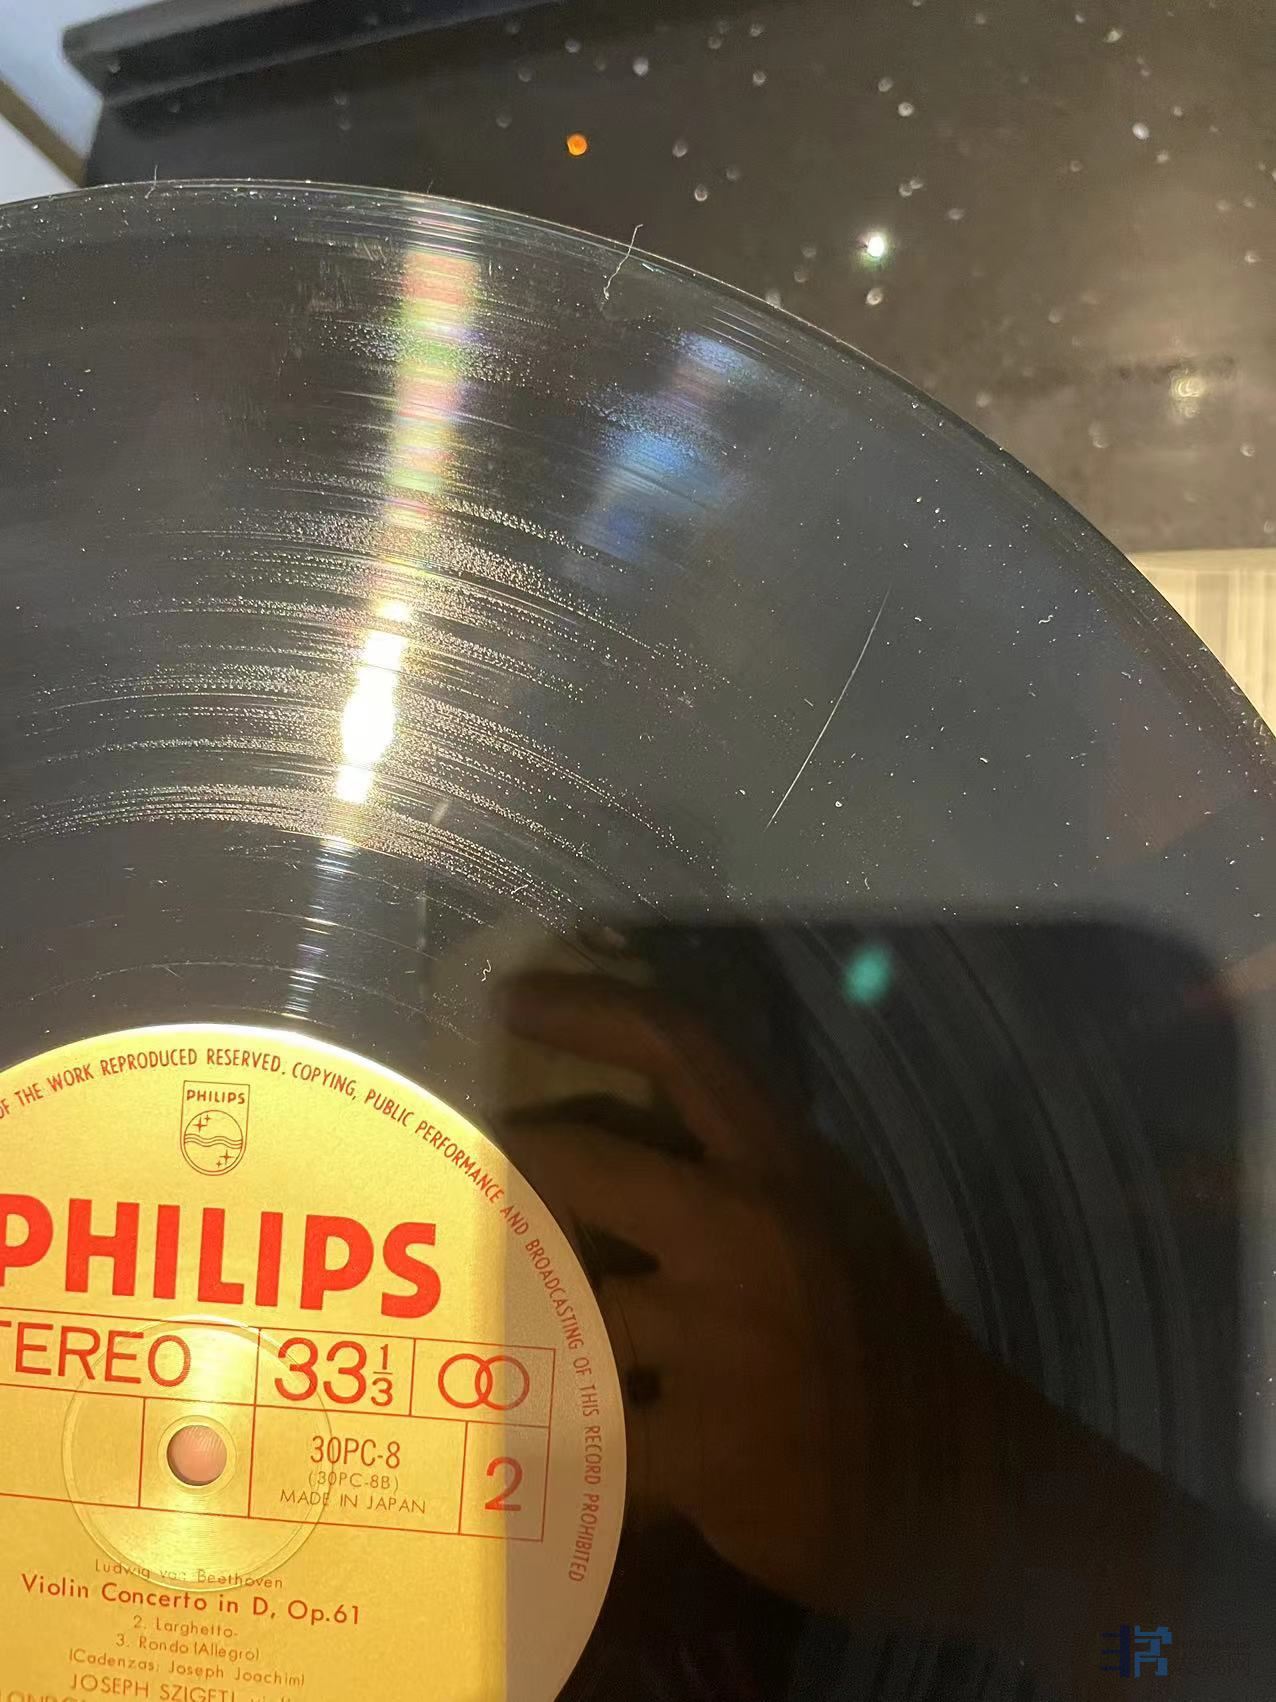 OF THE WORK REPRODUCED RESERVED. COPYING, PUBLIC PERFORMANCE AND BROADCASTING OF THIS RECORD PROHIBITED
PHILIPS
PHILIPS
TEREO 33 1/3
30PC-8
(30PC-8B)
MADE IN JAPAN
2
Ludwig van Beethoven
Violin Concerto in D, Op.61
2. Larghetto-
3. Rondo (Allegro)
(Cadenzas; Joseph Joachim)
JOSEPH SZIGETI,